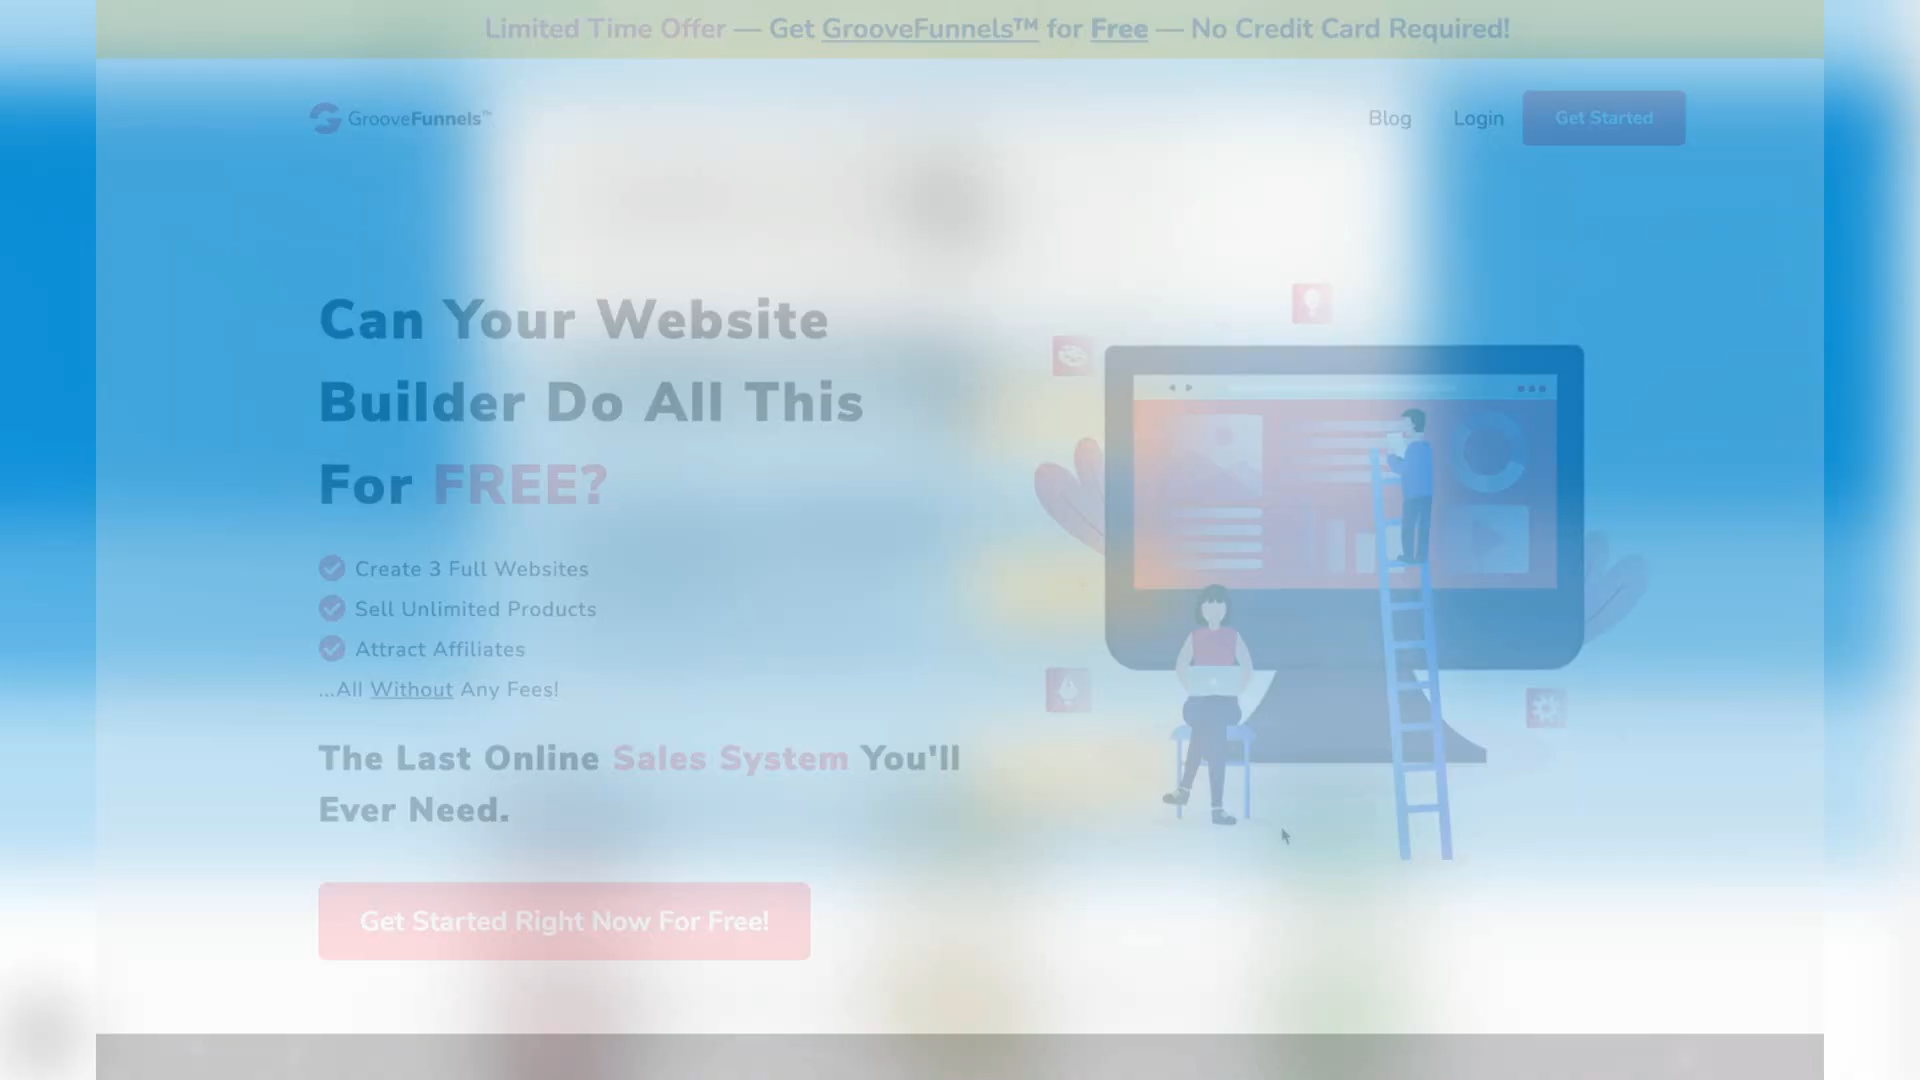 Limited Time Offer — Get GrooveFunnels™ for Free — No Credit Card Required!
GrooveFunnels™
Blog
Login
Get Started
Can Your Website
Builder Do All This
For FREE?
Create 3 Full Websites
Sell Unlimited Products
Attract Affiliates
...All Without Any Fees!
The Last Online Sales System You'll
Ever Need.
Get Started Right Now For Free!